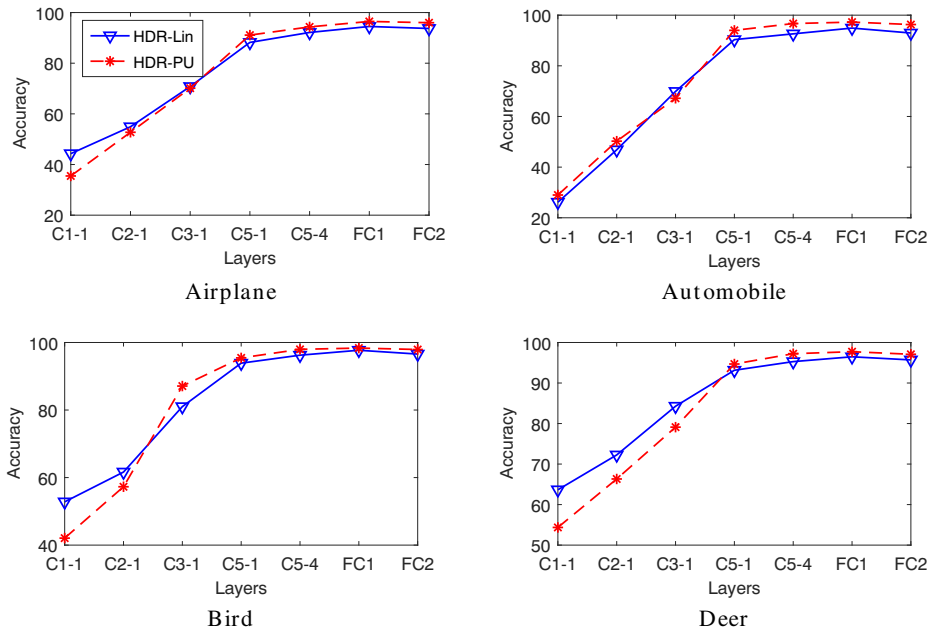 100
80
60
40
20
Accuracy
HDR-Lin
HDR-PU
C1-1 C2-1 C3-1 C5-1 C5-4 FC1 FC2
Layers
Airplane
100
80
60
40
20
Accuracy
C1-1 C2-1 C3-1 C5-1 C5-4 FC1 FC2
Layers
Automobile
100
80
60
40
Accuracy
C1-1 C2-1 C3-1 C5-1 C5-4 FC1 FC2
Layers
Bird
100
90
80
70
60
50
Accuracy
C1-1 C2-1 C3-1 C5-1 C5-4 FC1 FC2
Layers
Deer